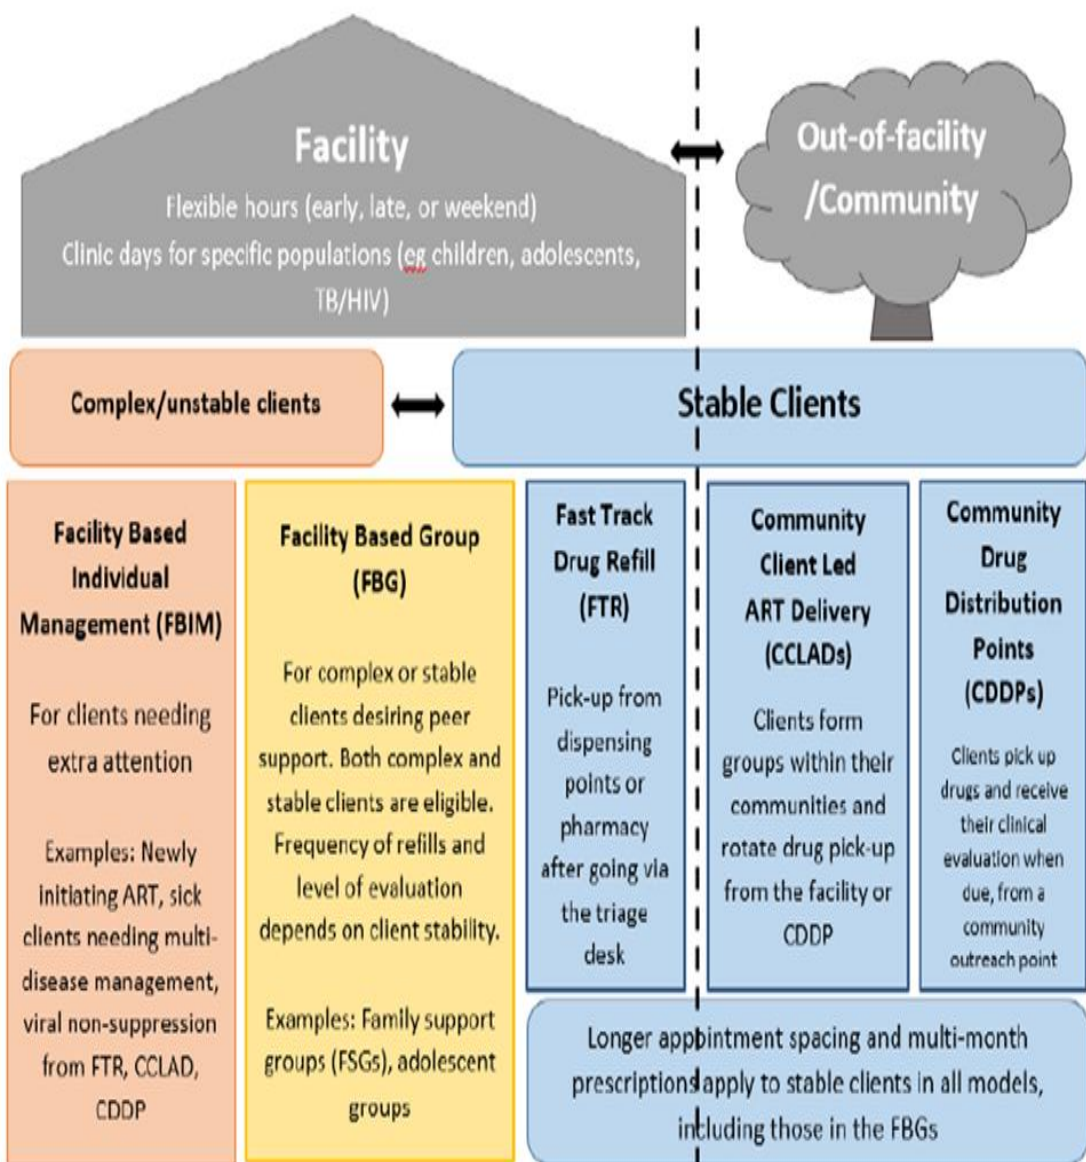 Facility
Flexible hours (early, late, or weekend)
Clinic days for specific populations (eg children, adolescents,
TB/HIV)
Out-of-facility
/Community
Complex/unstable clients
Stable Clients
Facility Based
Individual
Management (FBIM)
For clients needing
extra attention
Examples: Newly
initiating ART, sick
clients needing multi-
disease management,
viral non-suppression
from FTR, CCLAD,
CDDP
Facility Based Group
(FBG)
For complex or stable
clients desiring peer
support. Both complex and
stable clients are eligible.
Frequency of refills and
level of evaluation
depends on client stability.
Examples: Family support
groups (FSGs), adolescent
groups
Fast Track
Drug Refill
(FTR)
Pick-up from
dispensing
points or
pharmacy
after going via
the triage
desk
Community
Client Led
ART Delivery
(CCLADs)
Clients form
groups within their
communities and
rotate drug pick-up
from the facility or
CDDP
Community
Drug
Distribution
Points
(CDDPs)
Clients pick up
drugs and receive
their clinical
evaluation when
due, from a
community
outreach point
Longer appointment spacing and multi-month
prescriptions apply to stable clients in all models,
including those in the FBGs